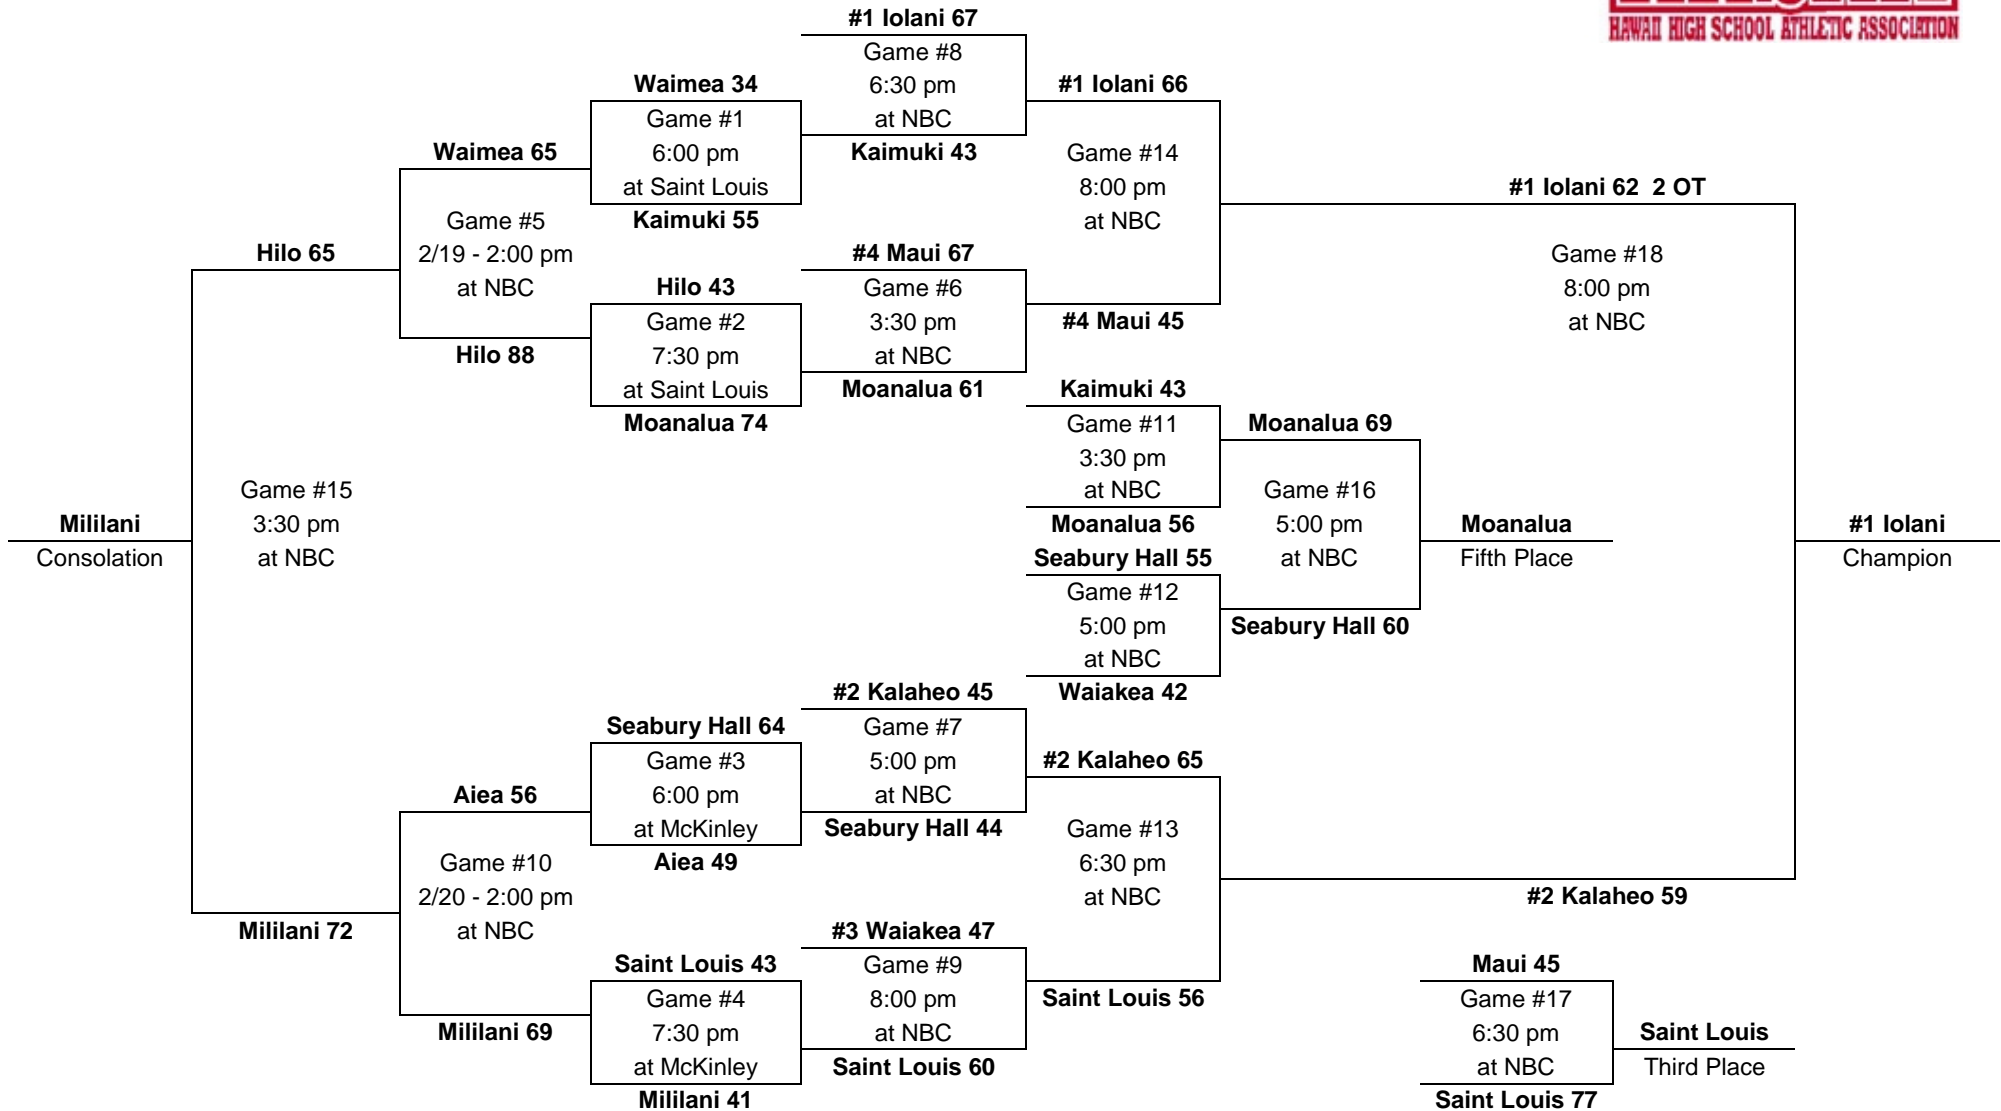 HAWAII HIGH SCHOOL ATHLETIC ASSOCIATION
#1 Iolani 67
Game #8
6:30 pm
at NBC
Kaimuki 43
Waimea 34
Game #1
6:00 pm
at Saint Louis
Kaimuki 55
#1 Iolani 66
Game #14
8:00 pm
at NBC
#4 Maui 45
Waimea 65
Game #5
2/19 - 2:00 pm
at NBC
Hilo 88
#1 Iolani 62  2 OT
Game #18
8:00 pm
at NBC
Hilo 65
#4 Maui 67
Game #6
3:30 pm
at NBC
Moanalua 61
Hilo 43
Game #2
7:30 pm
at Saint Louis
Moanalua 74
Kaimuki 43
Game #11
3:30 pm
at NBC
Moanalua 56
Moanalua 69
Game #16
5:00 pm
at NBC
Seabury Hall 60
Game #15
3:30 pm
at NBC
Mililani
Consolation
Moanalua
Fifth Place
#1 Iolani
Champion
Seabury Hall 55
Game #12
5:00 pm
at NBC
Waiakea 42
#2 Kalaheo 45
Game #7
5:00 pm
at NBC
Seabury Hall 44
Seabury Hall 64
Game #3
6:00 pm
at McKinley
Aiea 49
#2 Kalaheo 65
Game #13
6:30 pm
at NBC
Saint Louis 56
Aiea 56
Game #10
2/20 - 2:00 pm
at NBC
Mililani 69
#2 Kalaheo 59
Mililani 72
#3 Waiakea 47
Game #9
8:00 pm
at NBC
Saint Louis 60
Saint Louis 43
Game #4
7:30 pm
at McKinley
Mililani 41
Maui 45
Game #17
6:30 pm
at NBC
Saint Louis 77
Saint Louis
Third Place